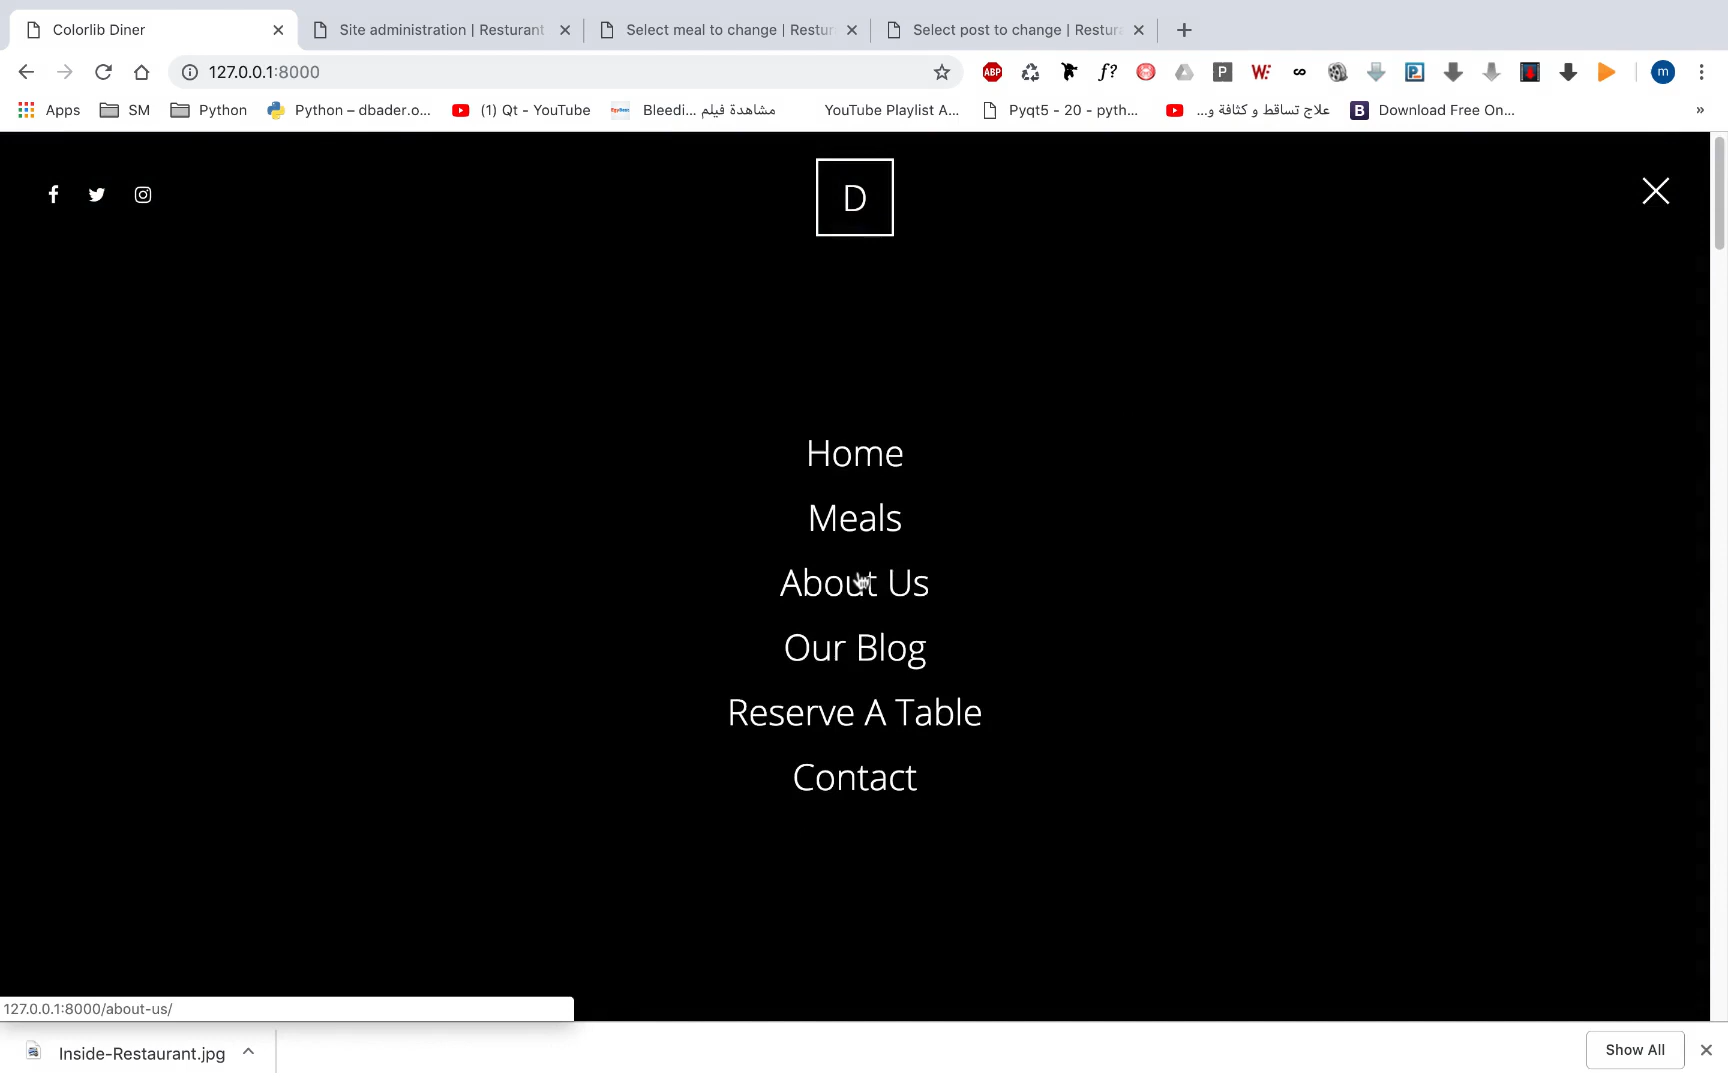 Colorlib Diner
Site administration | Resturant
Select meal to change | Restur
Select post to change | Restura
127.0.0.1:8000
Apps
SM
Python
Python – dbader.o...
(1) Qt - YouTube
Bleedi... مشاهدة فيلم
YouTube Playlist A...
Pyqt5 - 20 - pyth...
علاج تساقط و كثافة و...
Download Free On...
»
D
Home
Meals
About Us
Our Blog
Reserve A Table
Contact
127.0.0.1:8000/about-us/
Inside-Restaurant.jpg
Show All